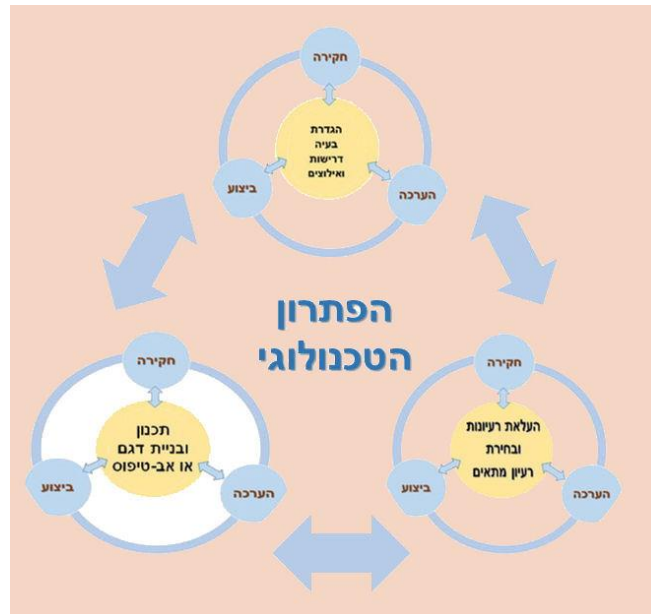 חקירה
הגדרת
בעיה
דרישות
ואילוצים
ביצוע
הערכה
הפתרון
הטכנולוגי
חקירה
העלאת רעיונות
ובחירת
רעיון מתאים
ביצוע
הערכה
חקירה
תכנון
ובניית דגם
או אב-טיפוס
ביצוע
הערכה